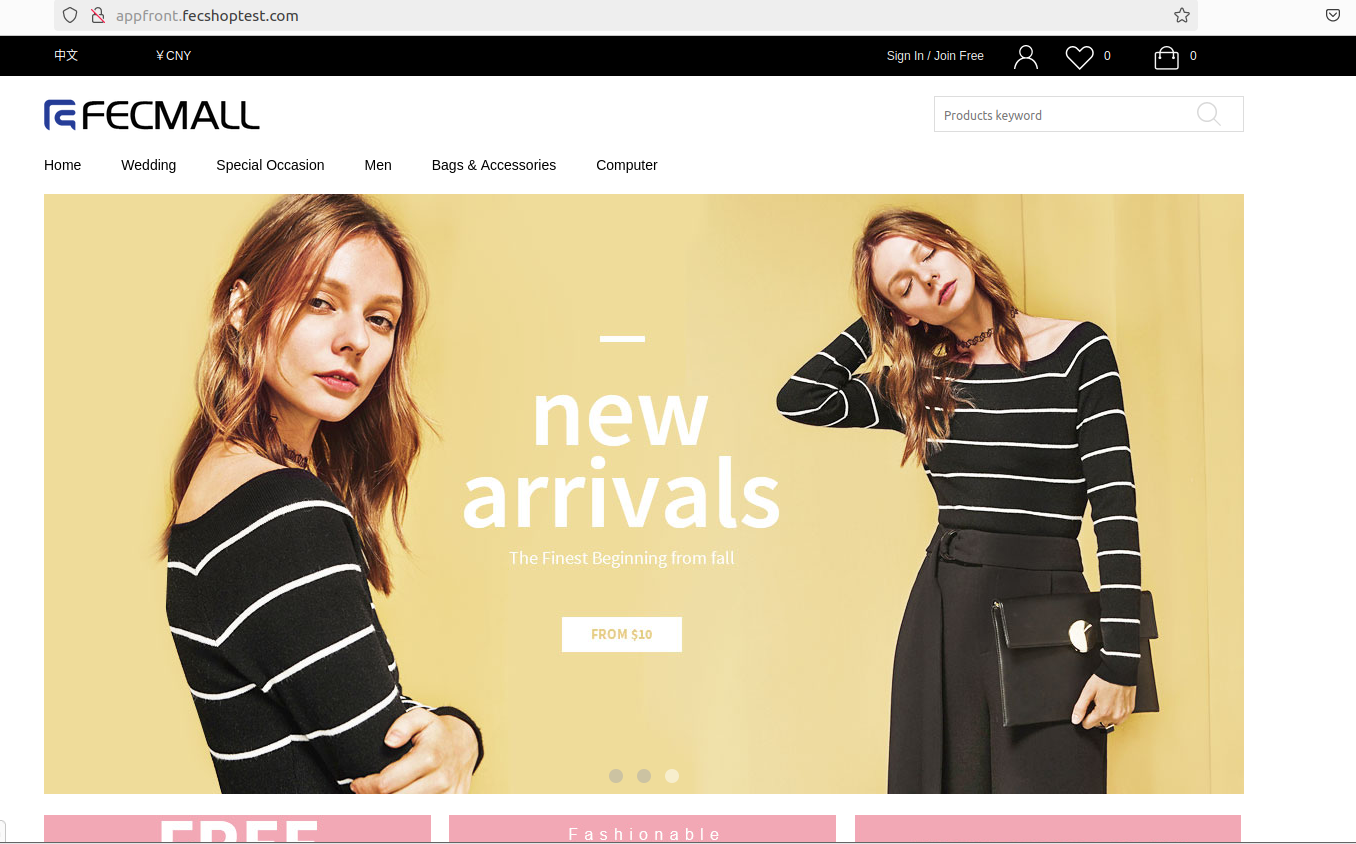 appfront.fecshoptest.com
中文 ¥CNY Sign In / Join Free 0 0
FECMALL
Products keyword
Home Wedding Special Occasion Men Bags & Accessories Computer
new
arrivals
The Finest Beginning from fall
FROM $10
FREE
Fashionable